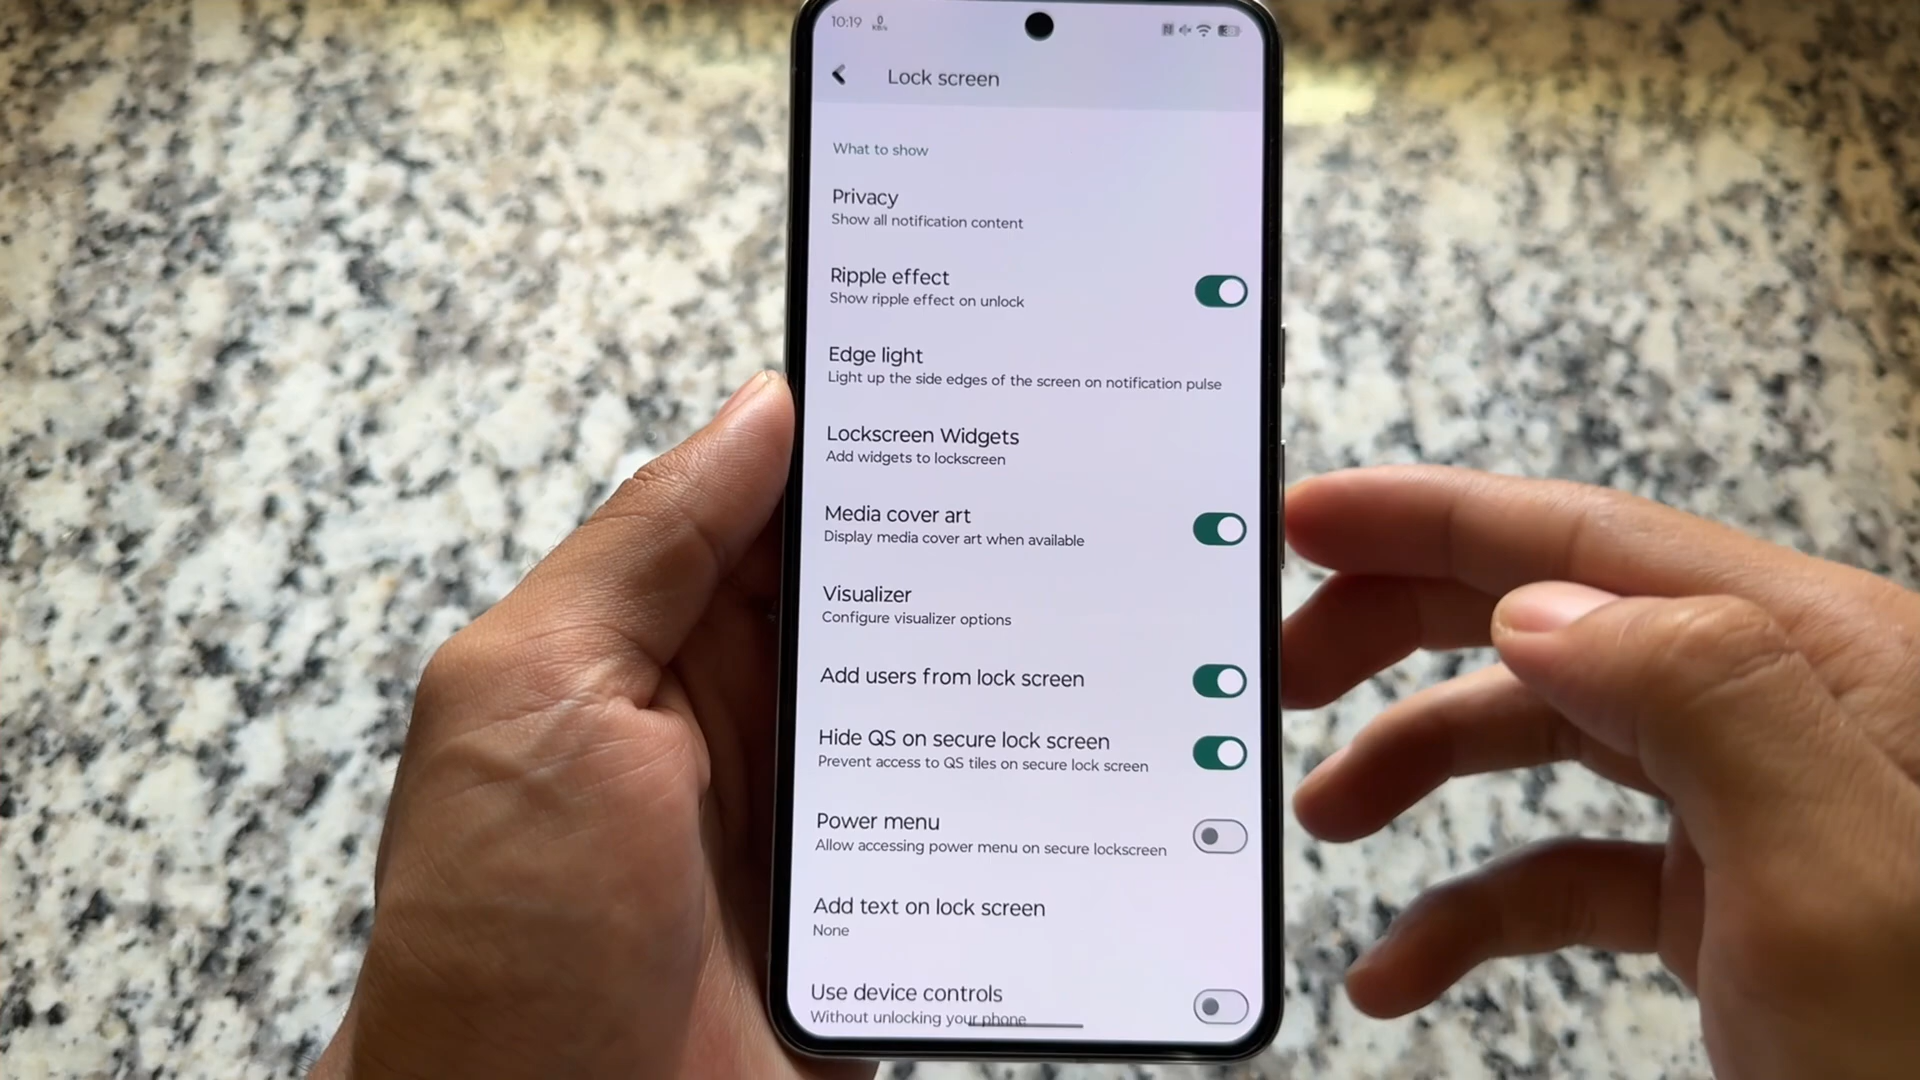 10:19 0 KB/s
Lock screen
What to show
Privacy
Show all notification content
Ripple effect
Show ripple effect on unlock
Edge light
Light up the side edges of the screen on notification pulse
Lockscreen Widgets
Add widgets to lockscreen
Media cover art
Display media cover art when available
Visualizer
Configure visualizer options
Add users from lock screen
Hide QS on secure lock screen
Prevent access to QS tiles on secure lock screen
Power menu
Allow accessing power menu on secure lockscreen
Add text on lock screen
None
Use device controls
Without unlocking your phone